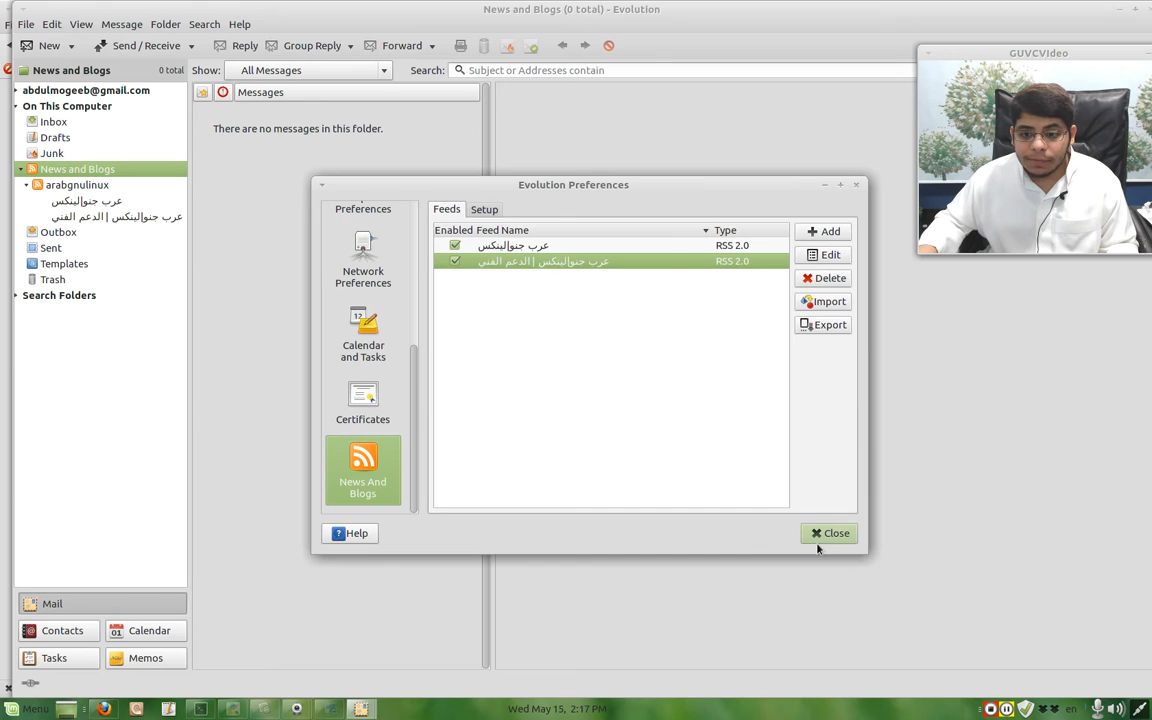 News and Blogs (0 total) - Evolution
File Edit View Message Folder Search Help
New Send / Receive Reply Group Reply Forward
News and Blogs 0 total Show: All Messages Search: Subject or Addresses contain
GUVCVIdeo
abdulmogeeb@gmail.com
On This Computer
Inbox
Drafts
Junk
News and Blogs
arabgnulinux
عرب جنو|لينكس
عرب جنو|لينكس | الدعم الفني
Outbox
Sent
Templates
Trash
Search Folders
Messages
There are no messages in this folder.
Evolution Preferences
Preferences
Network
Preferences
12
Calendar
and Tasks
Certificates
News And
Blogs
Feeds Setup
Enabled Feed Name Type
عرب جنو|لينكس RSS 2.0
عرب جنو|لينكس | الدعم الفني RSS 2.0
Add
Edit
Delete
Import
Export
Help Close
Mail
Contacts 01 Calendar
Tasks Memos
Menu Wed May 15, 2:17 PM en